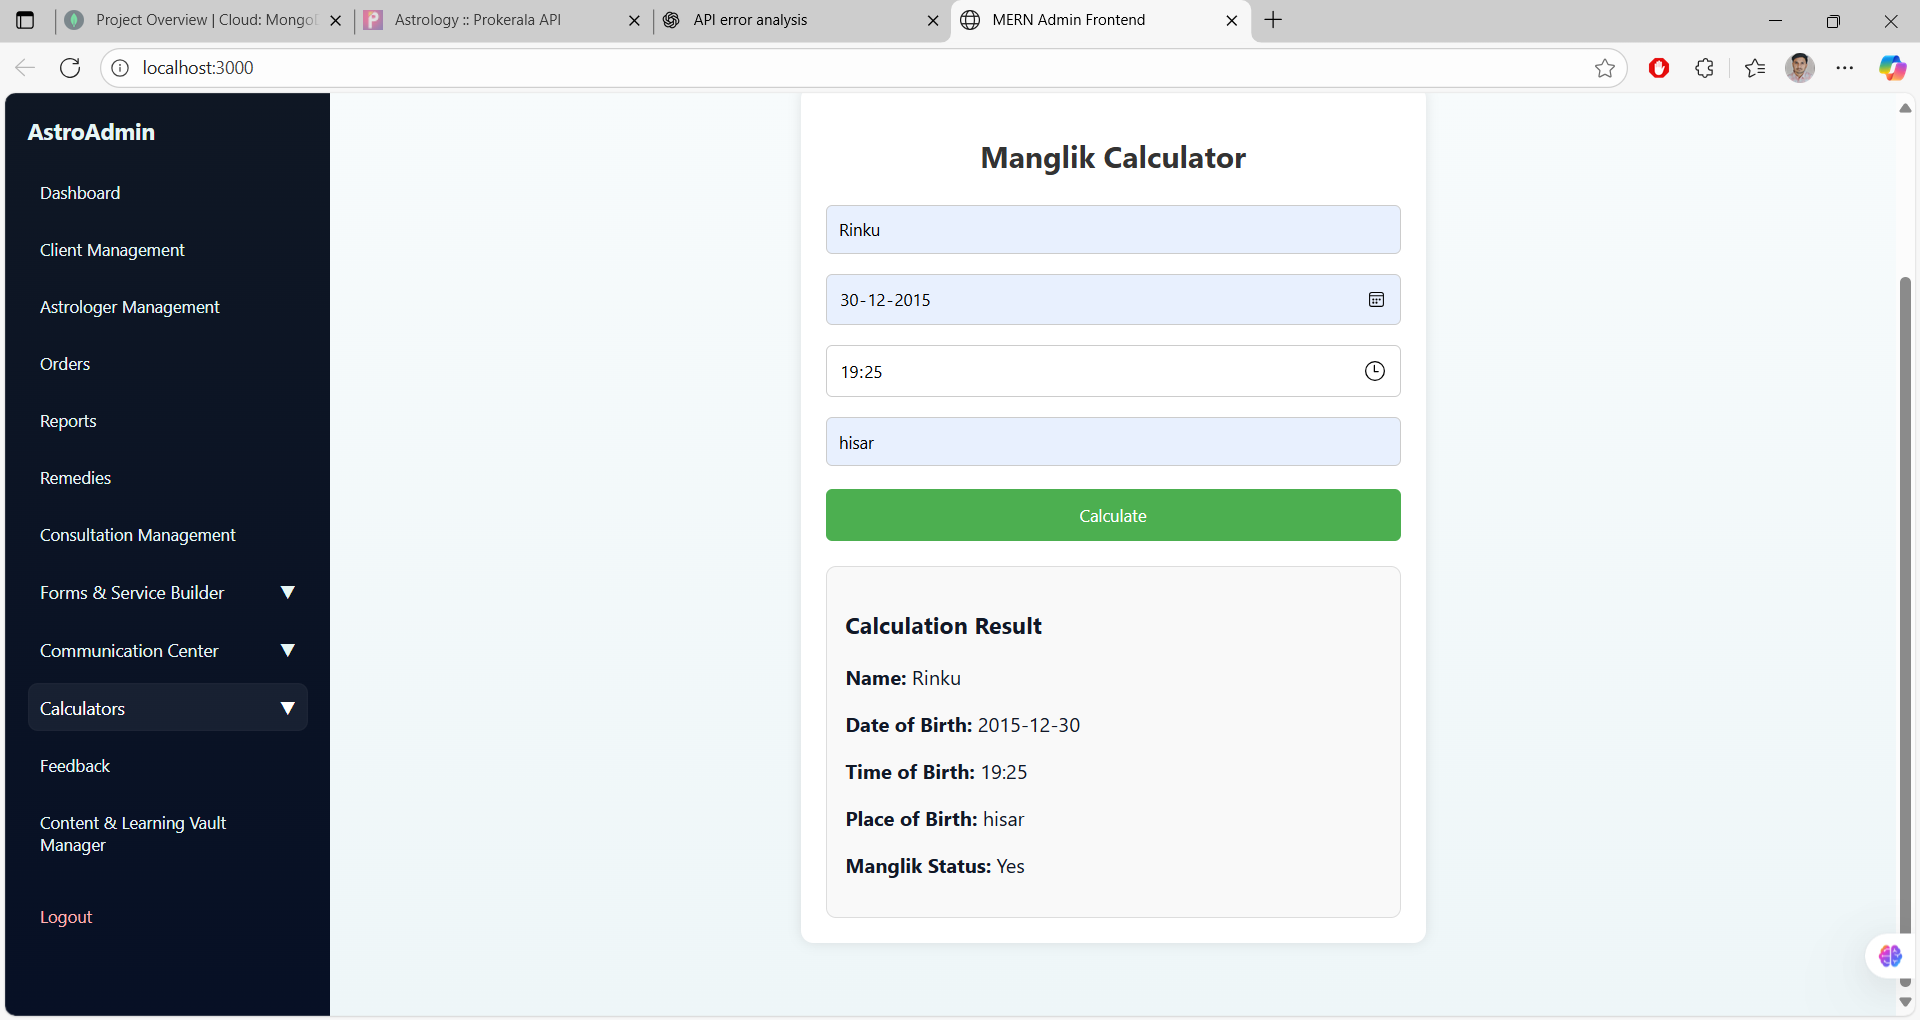 Project Overview | Cloud: Mongo
Astrology :: Prokerala API
API error analysis
MERN Admin Frontend
localhost:3000
AstroAdmin
Dashboard
Client Management
Astrologer Management
Orders
Reports
Remedies
Consultation Management
Forms & Service Builder
Communication Center
Calculators
Feedback
Content & Learning Vault
Manager
Logout
Manglik Calculator
Rinku
30-12-2015
19:25
hisar
Calculate
Calculation Result
Name: Rinku
Date of Birth: 2015-12-30
Time of Birth: 19:25
Place of Birth: hisar
Manglik Status: Yes